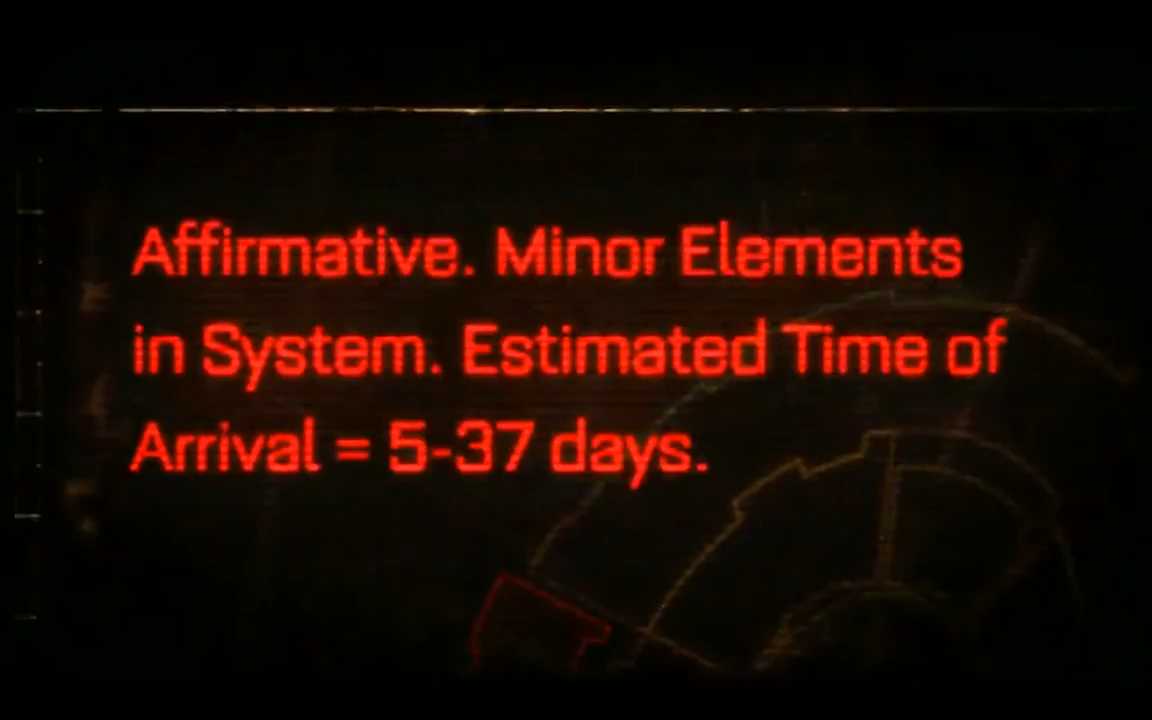 Affirmative. Minor Elements
in System. Estimated Time of
Arrival = 5-37 days.